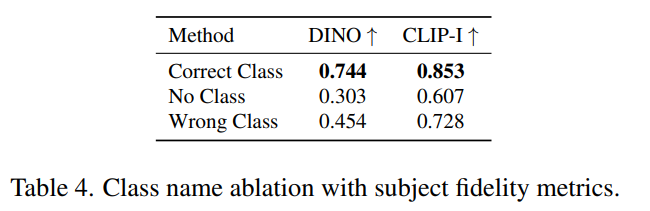 Method DINO ↑ CLIP-I ↑
Correct Class 0.744 0.853
No Class 0.303 0.607
Wrong Class 0.454 0.728
Table 4. Class name ablation with subject fidelity metrics.